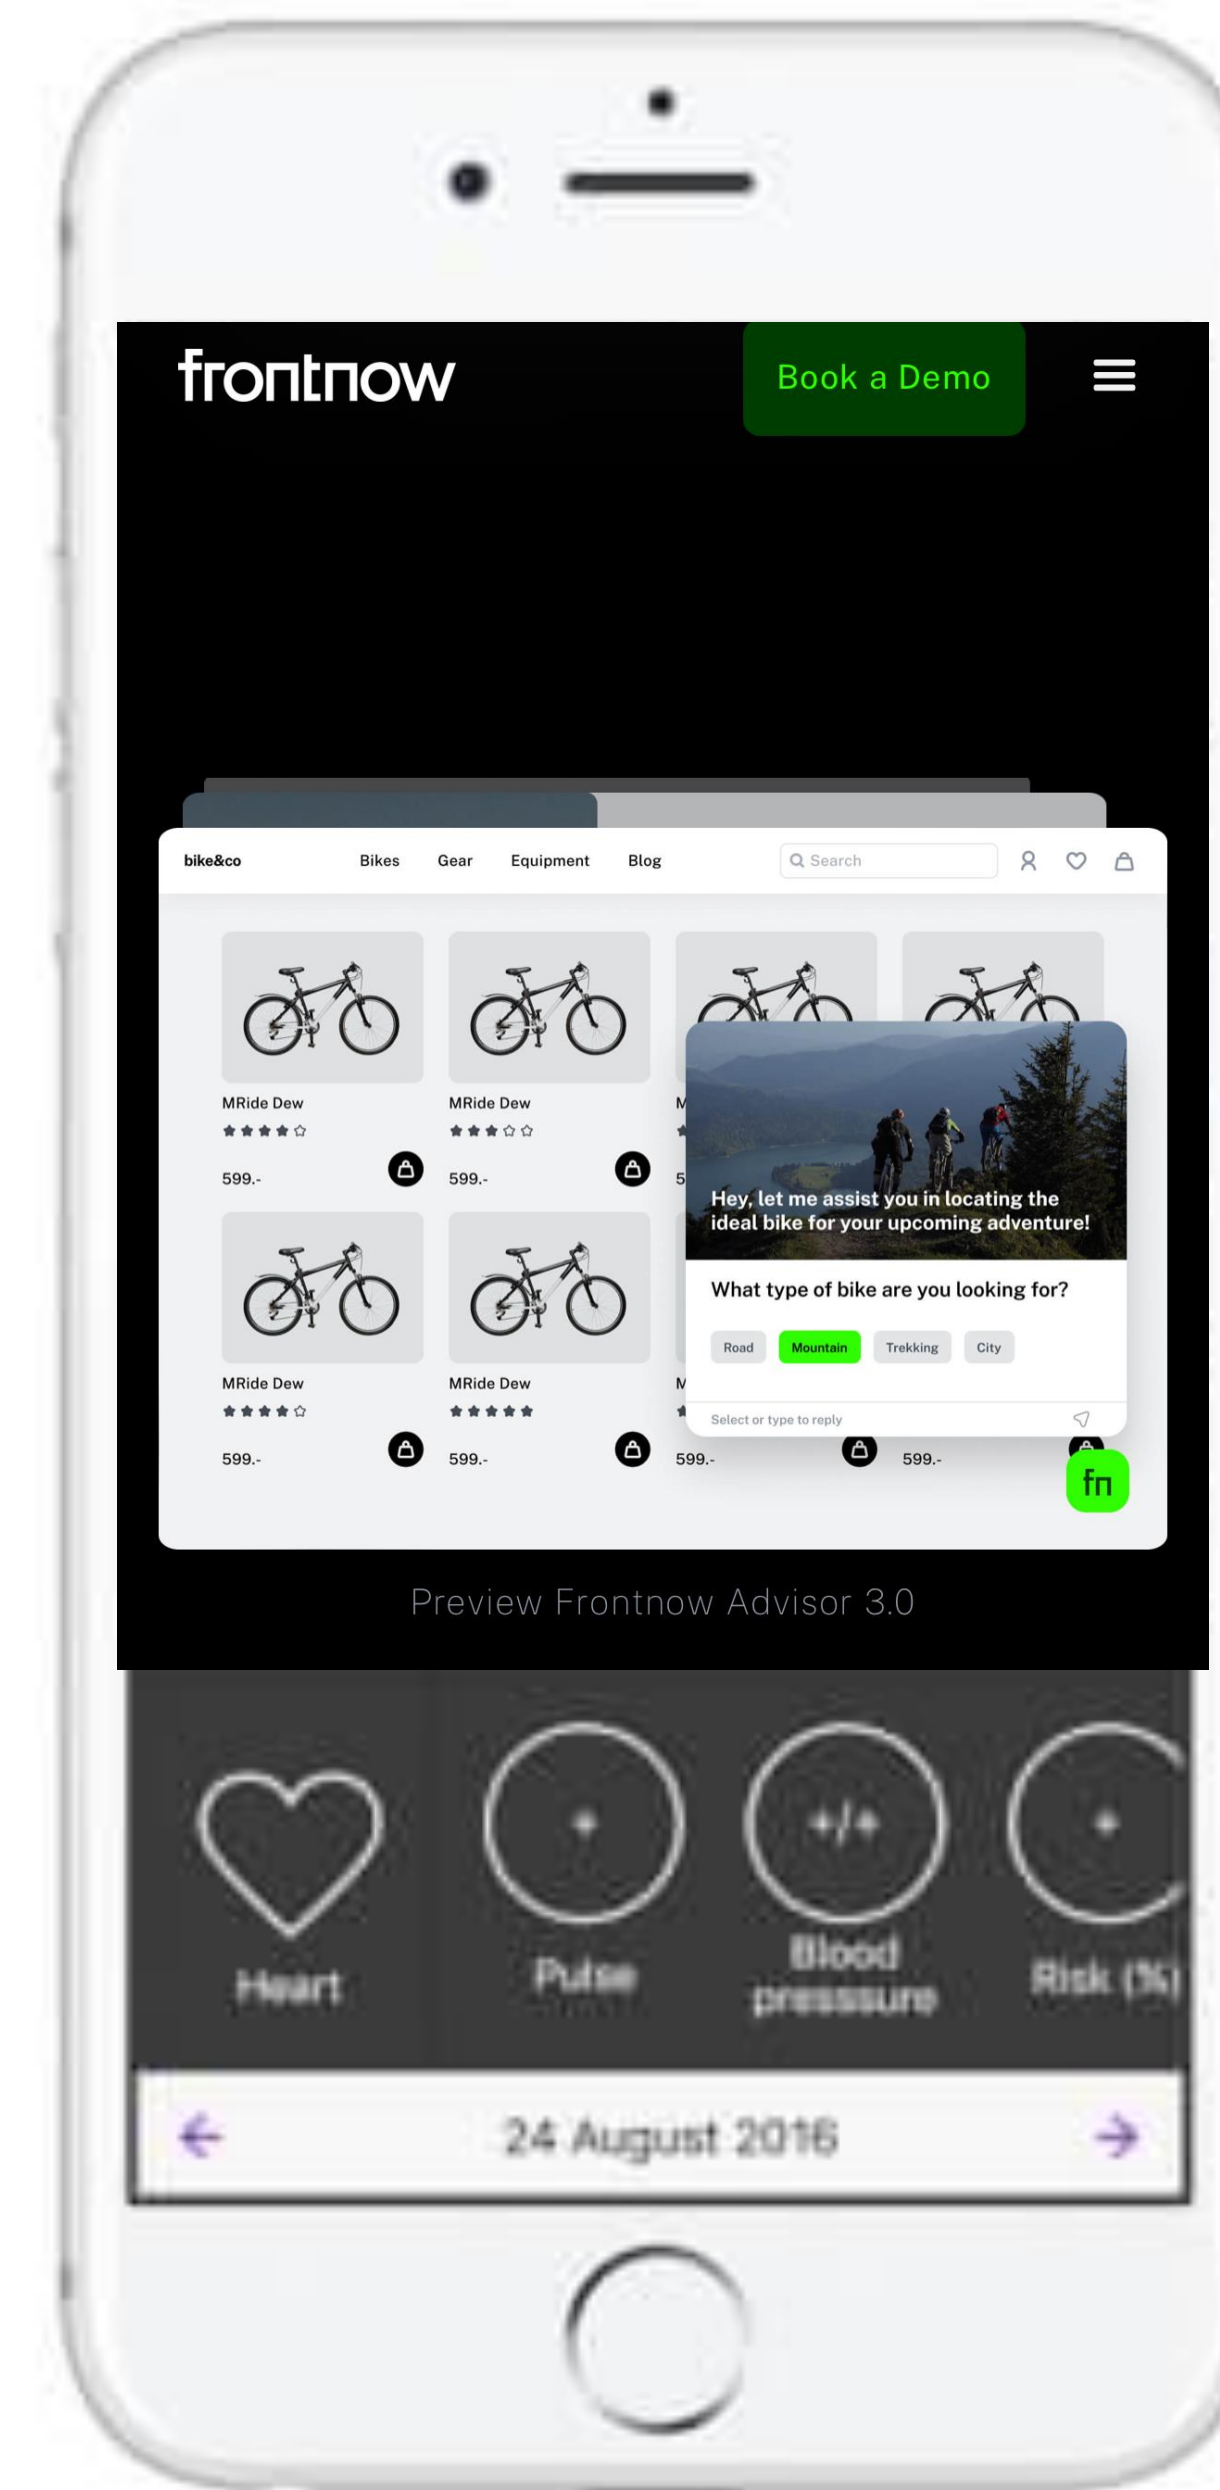 frontnow
Book a Demo
bike&co Bikes Gear Equipment Blog Search
MRide Dew MRide Dew M
599.- 599.- 5
Hey, let me assist you in locating the
ideal bike for your upcoming adventure!
What type of bike are you looking for?
Road Mountain Trekking City
Select or type to reply
MRide Dew MRide Dew M
599.- 599.- 599.- 599.-
fn
Preview Frontnow Advisor 3.0
+ +/+ +
Heart
Pulse
Blood
presssure
Risk (%)
24 August 2016